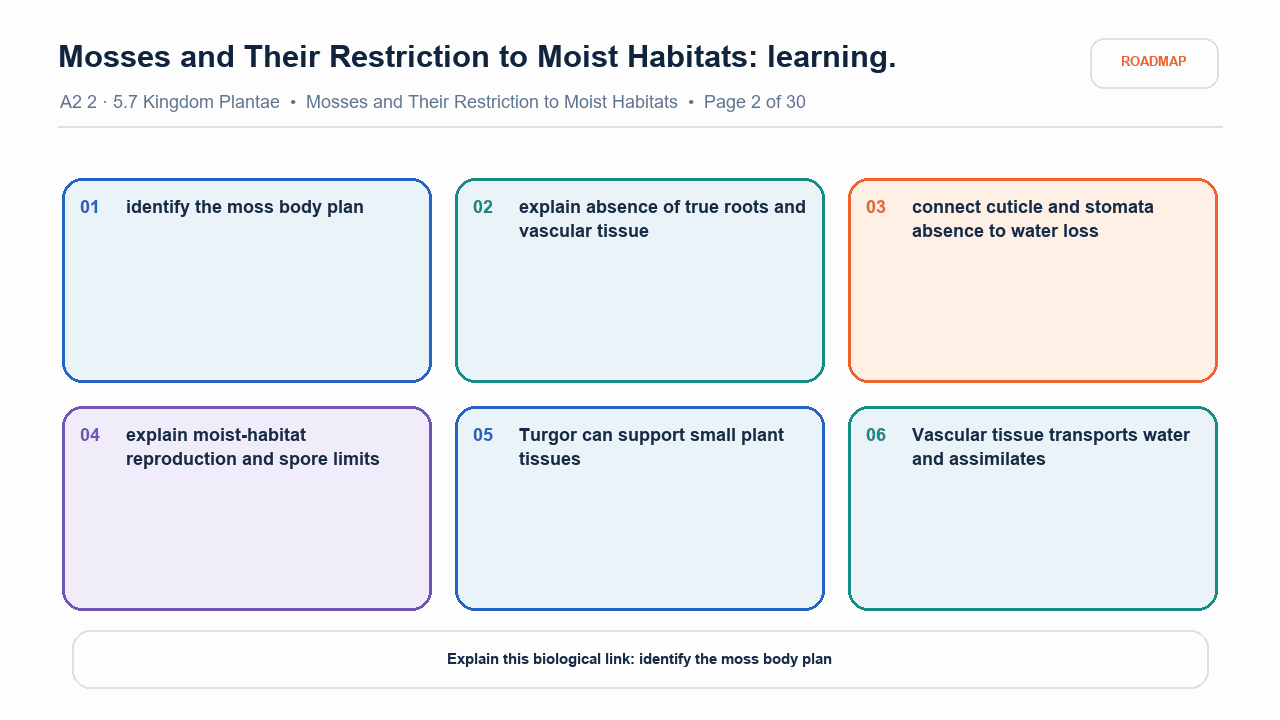 Mosses and Their Restriction to Moist Habitats: learning.
ROADMAP
A2 2 · 5.7 Kingdom Plantae • Mosses and Their Restriction to Moist Habitats • Page 2 of 30
01 identify the moss body plan
02 explain absence of true roots and
vascular tissue
03 connect cuticle and stomata
absence to water loss
04 explain moist-habitat
reproduction and spore limits
05 Turgor can support small plant
tissues
06 Vascular tissue transports water
and assimilates
Explain this biological link: identify the moss body plan